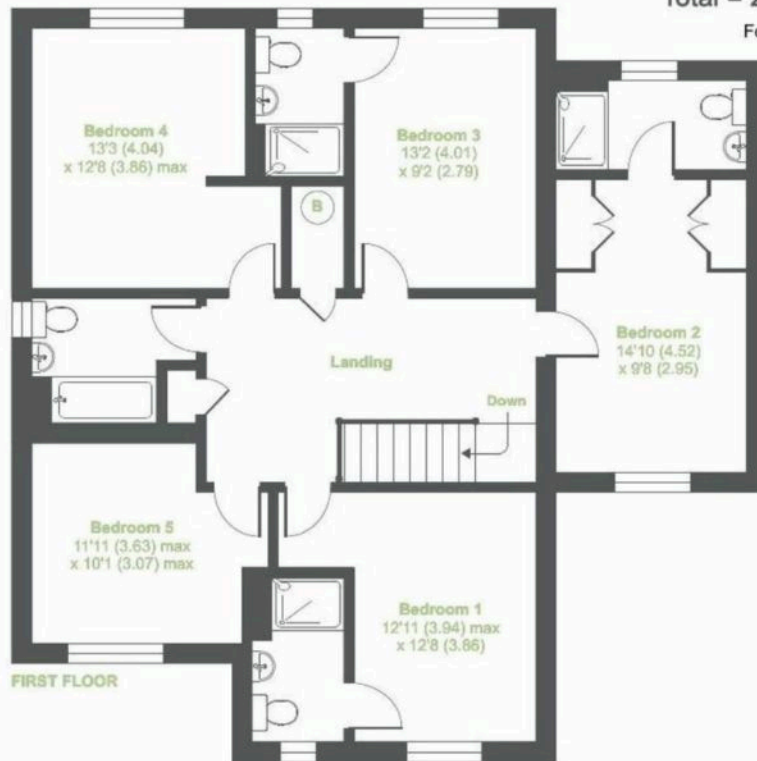 Total =
Bedroom 4
13'3 (4.04)
x 12'8 (3.86) max
Bedroom 3
13'2 (4.01)
x 9'2 (2.79)
B
Bedroom 2
14'10 (4.52)
x 9'8 (2.95)
Landing
Down
Bedroom 5
11'11 (3.63) max
x 10'1 (3.07) max
Bedroom 1
12'11 (3.94) max
x 12'8 (3.86)
FIRST FLOOR